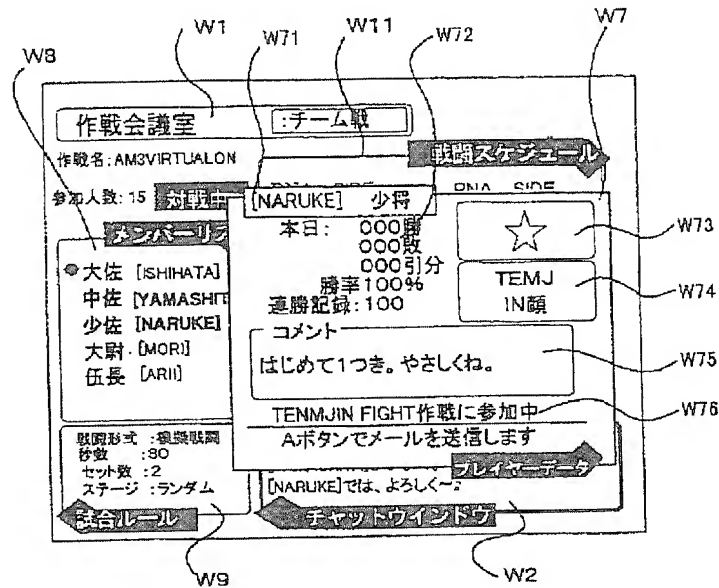 W1 W71 W11 W72 W7
W8
作戦会議室 :チーム戦
作戦名:AM3VIRTUALON
戦闘スケジュール
参加人数:15 対戦中
RNA SIDE
[NARUKE] 少将
メンバーリス
本日: 000勝
000敗
000引分
勝率100%
連勝記録:100
☆
W73
TEMJ
IN顔
W74
大佐 [ISHIHATA]
中佐 [YAMASHIT
少佐 [NARUKE]
大尉 [MORI]
伍長 [ARII]
コメント
はじめて1つき。やさしくね。
W75
TENMJIN FIGHT作戦に参加中
W76
Aボタンでメールを送信します
プレイヤーデータ
戦闘形式 :模擬戦闘
秒数 :80
セット数 :2
ステージ :ランダム
試合ルール
[NARUKE]では、よろしく~♪
チャットウインドウ
W9 W2